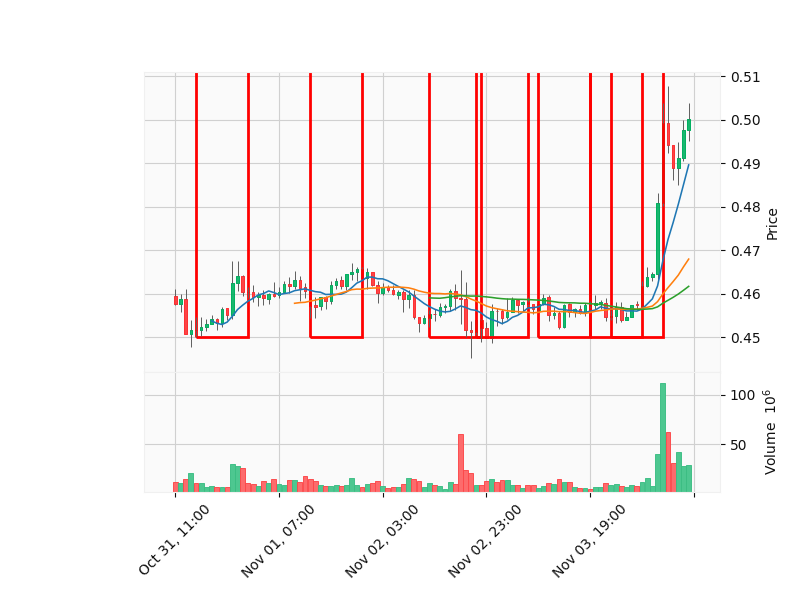 0.51
0.50
0.49
0.48
0.47
0.46
0.45
Price
100
50
Volume 10^6
Oct 31, 11:00
Nov 01, 07:00
Nov 02, 03:00
Nov 02, 23:00
Nov 03, 19:00